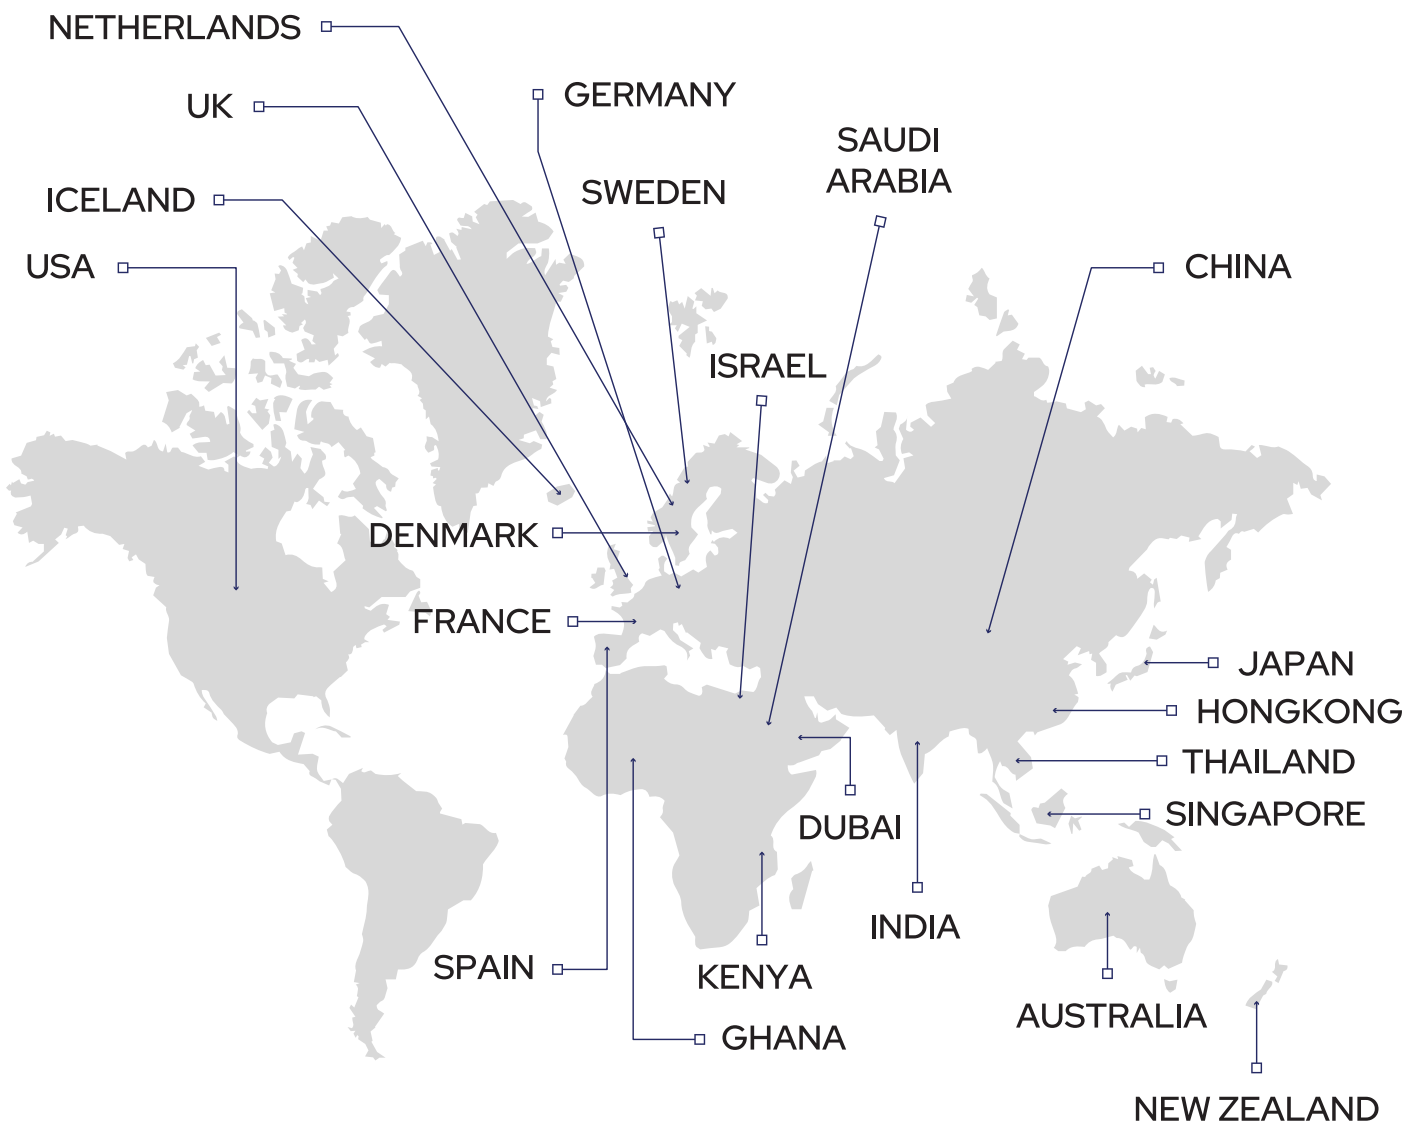 NETHERLANDS
UK
GERMANY
SAUDI
ARABIA
ICELAND
SWEDEN
USA
CHINA
ISRAEL
DENMARK
FRANCE
JAPAN
HONGKONG
THAILAND
SINGAPORE
DUBAI
INDIA
SPAIN
KENYA
AUSTRALIA
GHANA
NEW ZEALAND